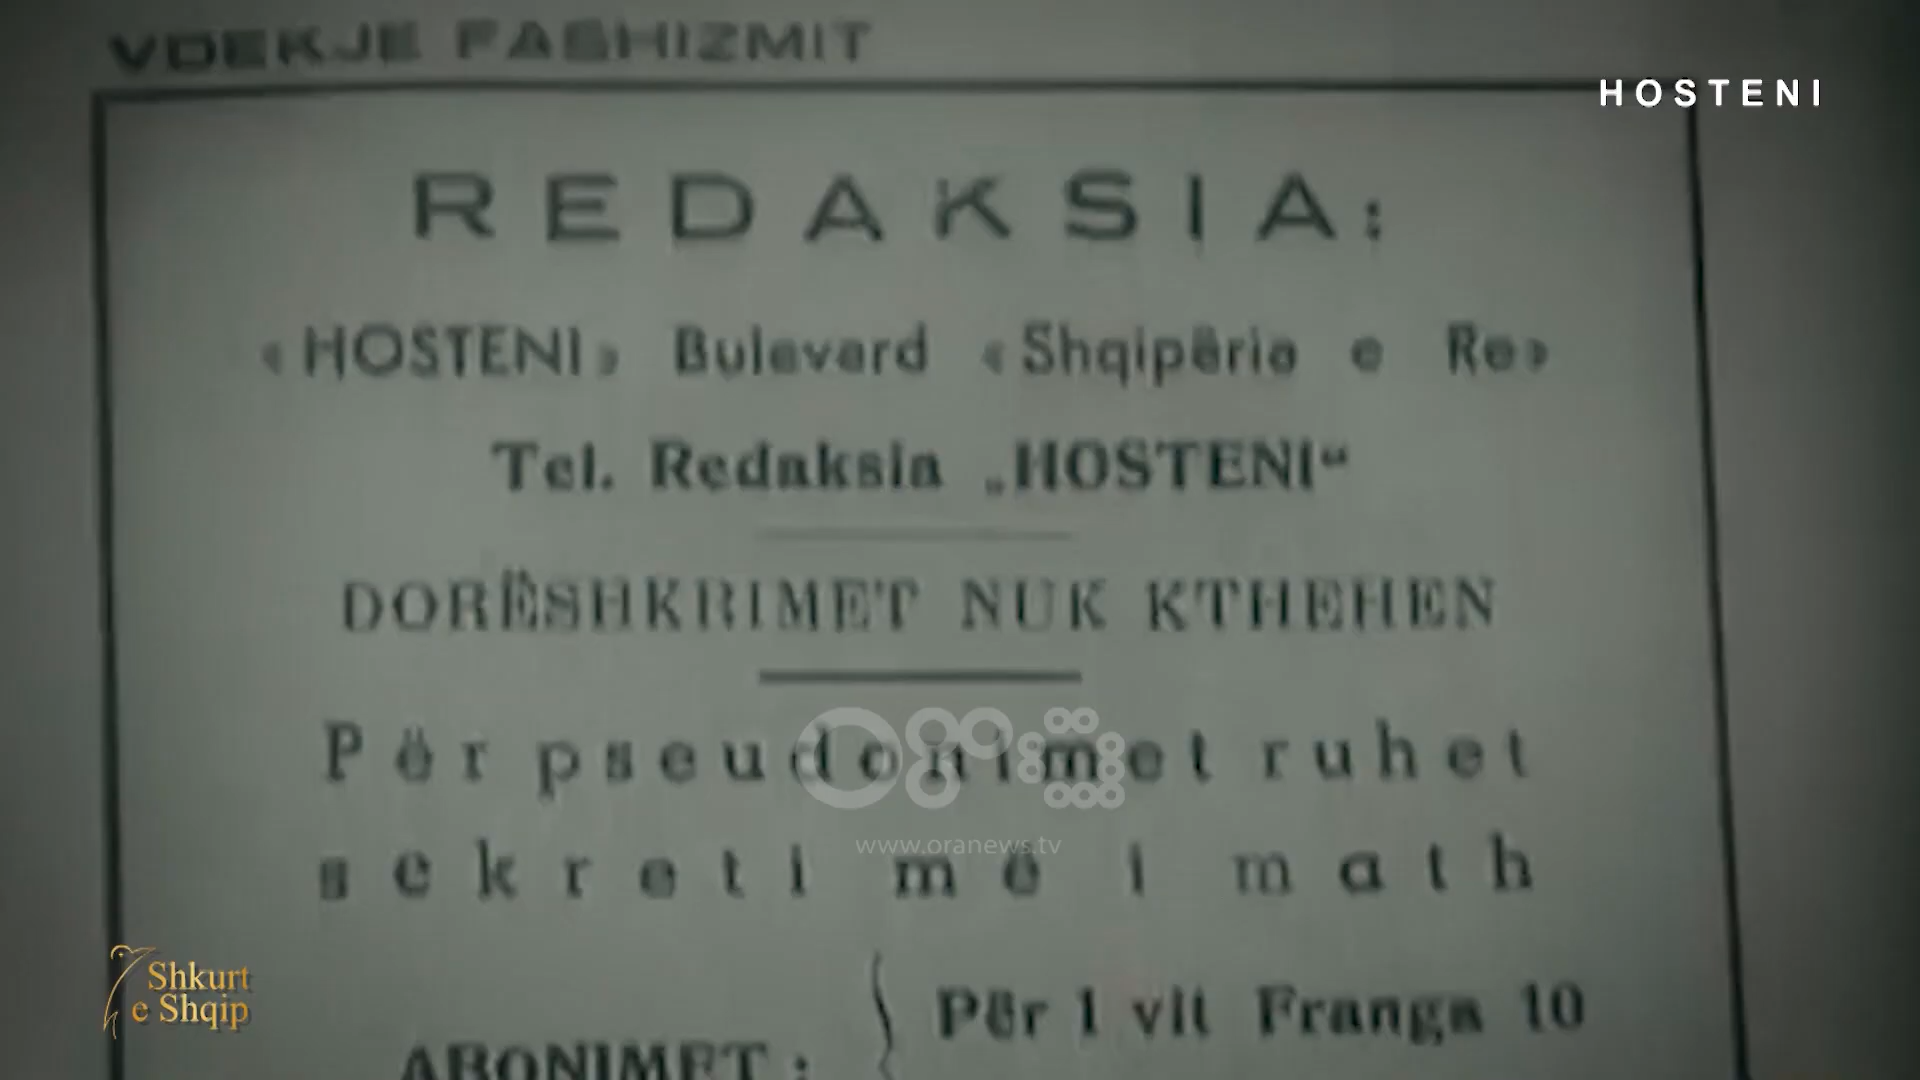 VDEKJE FASHIZMIT
HOSTENI
REDAKSIA:
‹HOSTENI› Bulevard ‹Shqipëria e Re›
Tel. Redaksia „HOSTENI“
DORËSHKRIMET NUK KTHEHEN
Për pseudonimet ruhet
sekreti më i math
www.oranews.tv
Shkurt
e Shqip
Për 1 vit Franga 10
ABONIMET: